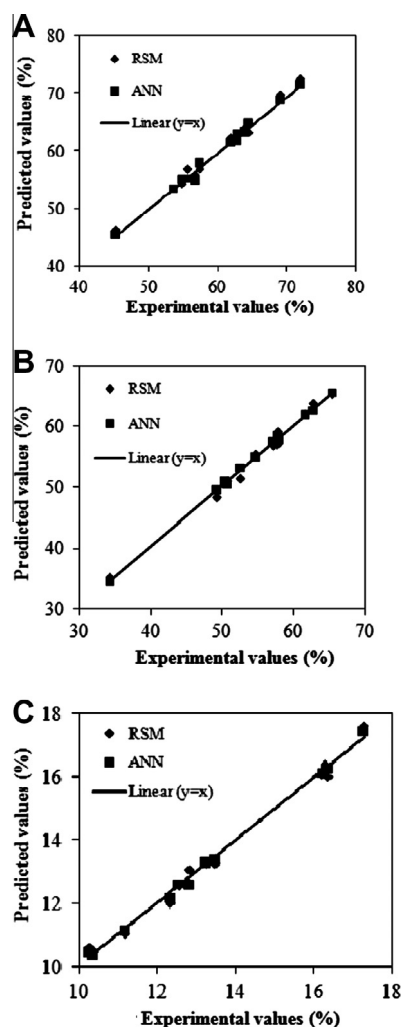 A
Predicted values (%)
80
70
60
50
40
RSM
ANN
Linear (y=x)
40 50 60 70 80
Experimental values (%)
B
Predicted values (%)
70
60
50
40
30
RSM
ANN
Linear (y=x)
30 40 50 60 70
Experimental values (%)
C
Predicted values (%)
18
16
14
12
10
RSM
ANN
Linear (y=x)
10 12 14 16 18
Experimental values (%)